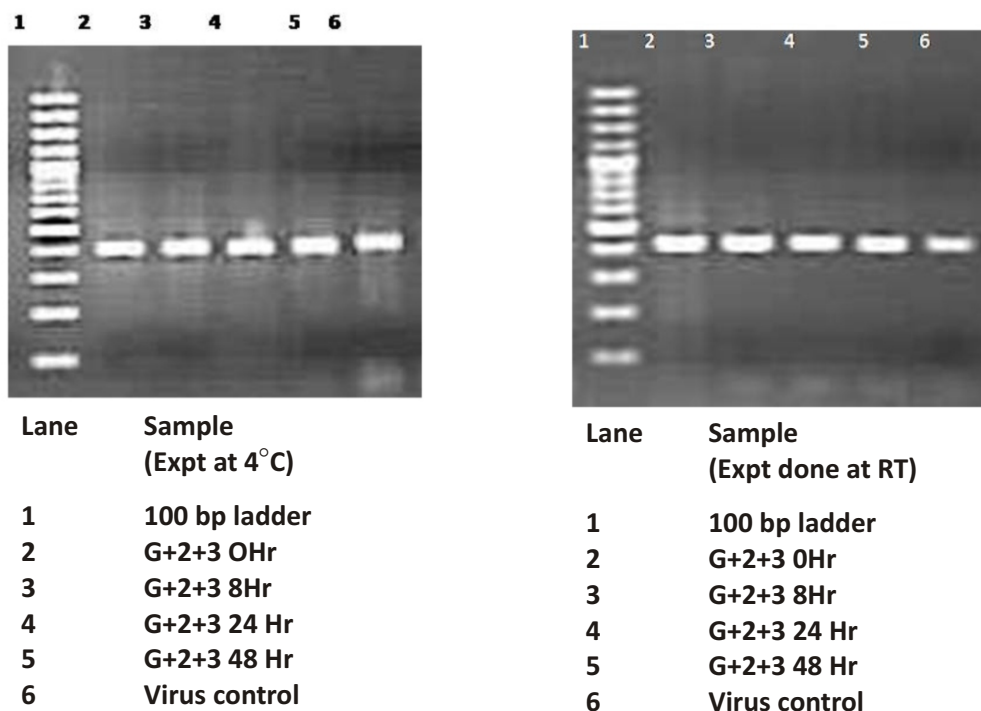 1 2 3 4 5 6
Lane Sample
(Expt at 4°C)
1 100 bp ladder
2 G+2+3 OHr
3 G+2+3 8Hr
4 G+2+3 24 Hr
5 G+2+3 48 Hr
6 Virus control
1 2 3 4 5 6
Lane Sample
(Expt done at RT)
1 100 bp ladder
2 G+2+3 0Hr
3 G+2+3 8Hr
4 G+2+3 24 Hr
5 G+2+3 48 Hr
6 Virus control